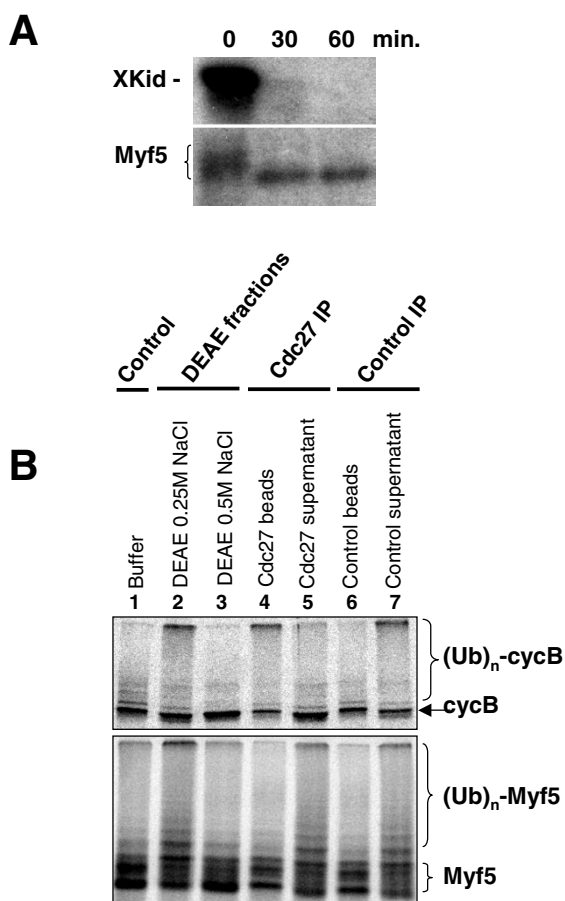 A
0 30 60 min.
XKid -
Myf5
Control
DEAE fractions
Cdc27 IP
Control IP
B
Buffer
DEAE 0.25M NaCl
DEAE 0.5M NaCl
Cdc27 beads
Cdc27 supernatant
Control beads
Control supernatant
1 2 3 4 5 6 7
(Ub)n-cycB
cycB
(Ub)n-Myf5
Myf5